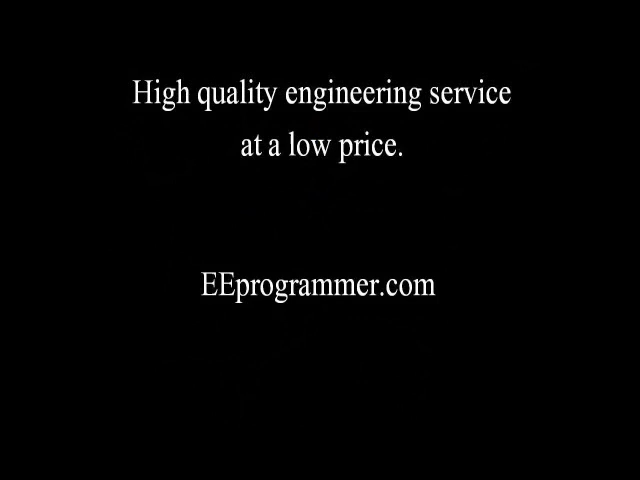 High quality engineering service
at a low price.
EEprogrammer.com